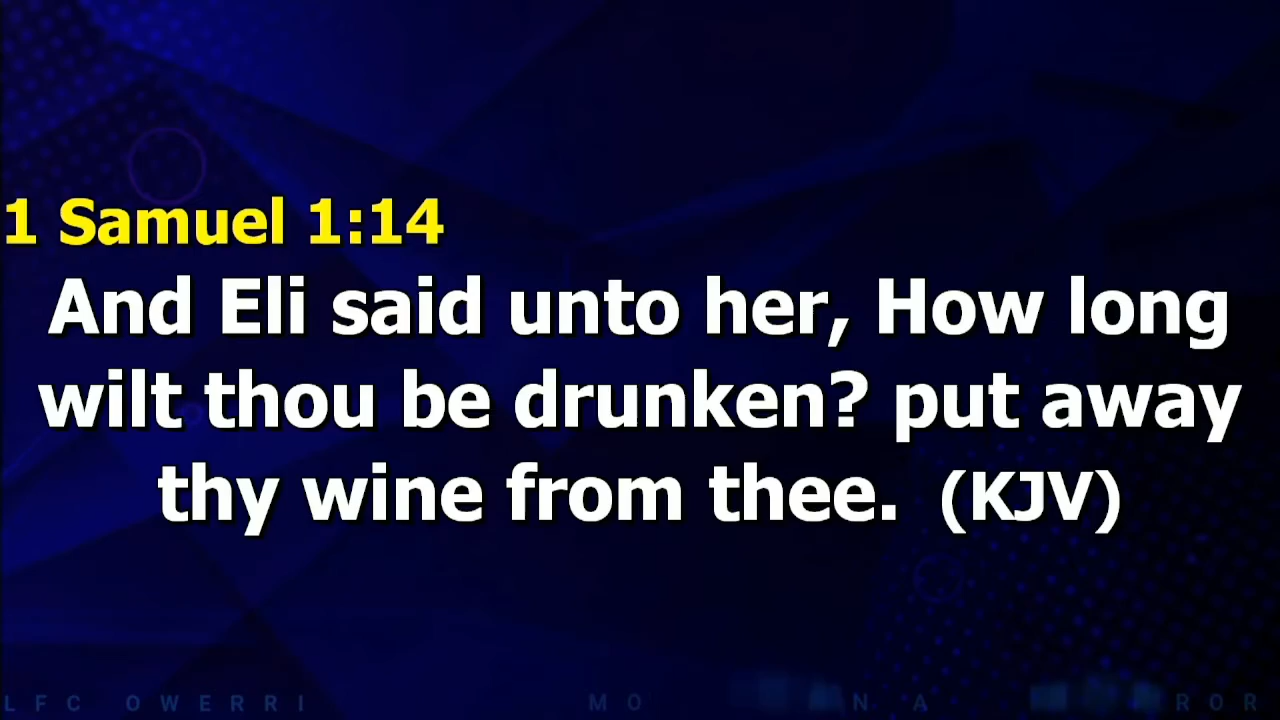 1 Samuel 1:14
And Eli said unto her, How long
wilt thou be drunken? put away
thy wine from thee. (KJV)
LFC OWERRI